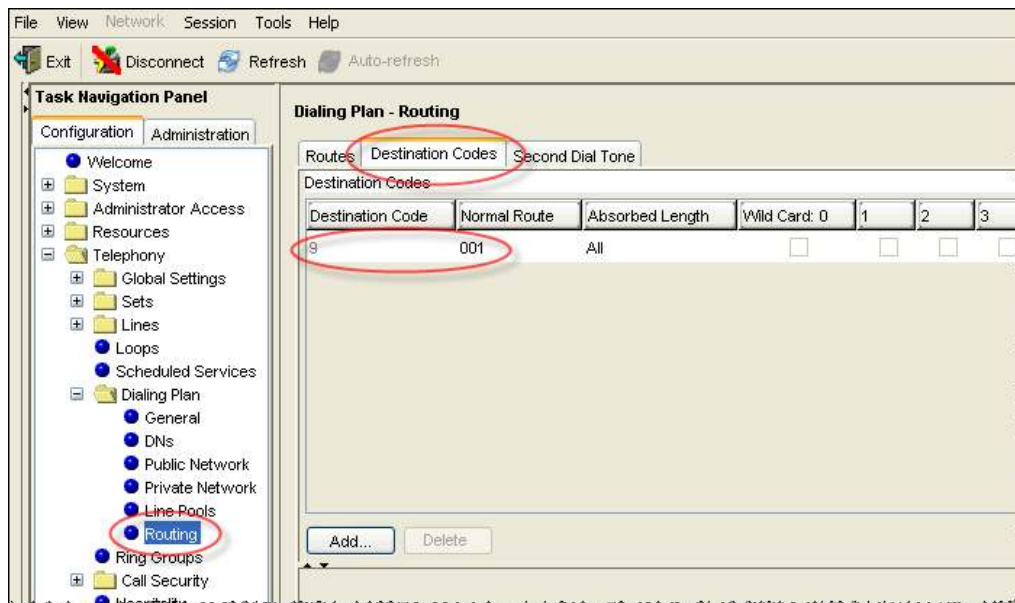 File View Network Session Tools Help
Exit Disconnect Refresh Auto-refresh
Task Navigation Panel
Configuration Administration
Welcome
System
Administrator Access
Resources
Telephony
Global Settings
Sets
Lines
Loops
Scheduled Services
Dialing Plan
General
DNs
Public Network
Private Network
Line Pools
Routing
Ring Groups
Call Security
Dialing Plan - Routing
Routes Destination Codes Second Dial Tone
Destination Codes
Destination Code Normal Route Absorbed Length Wild Card: 0 1 2 3
9 001 All
Add... Delete